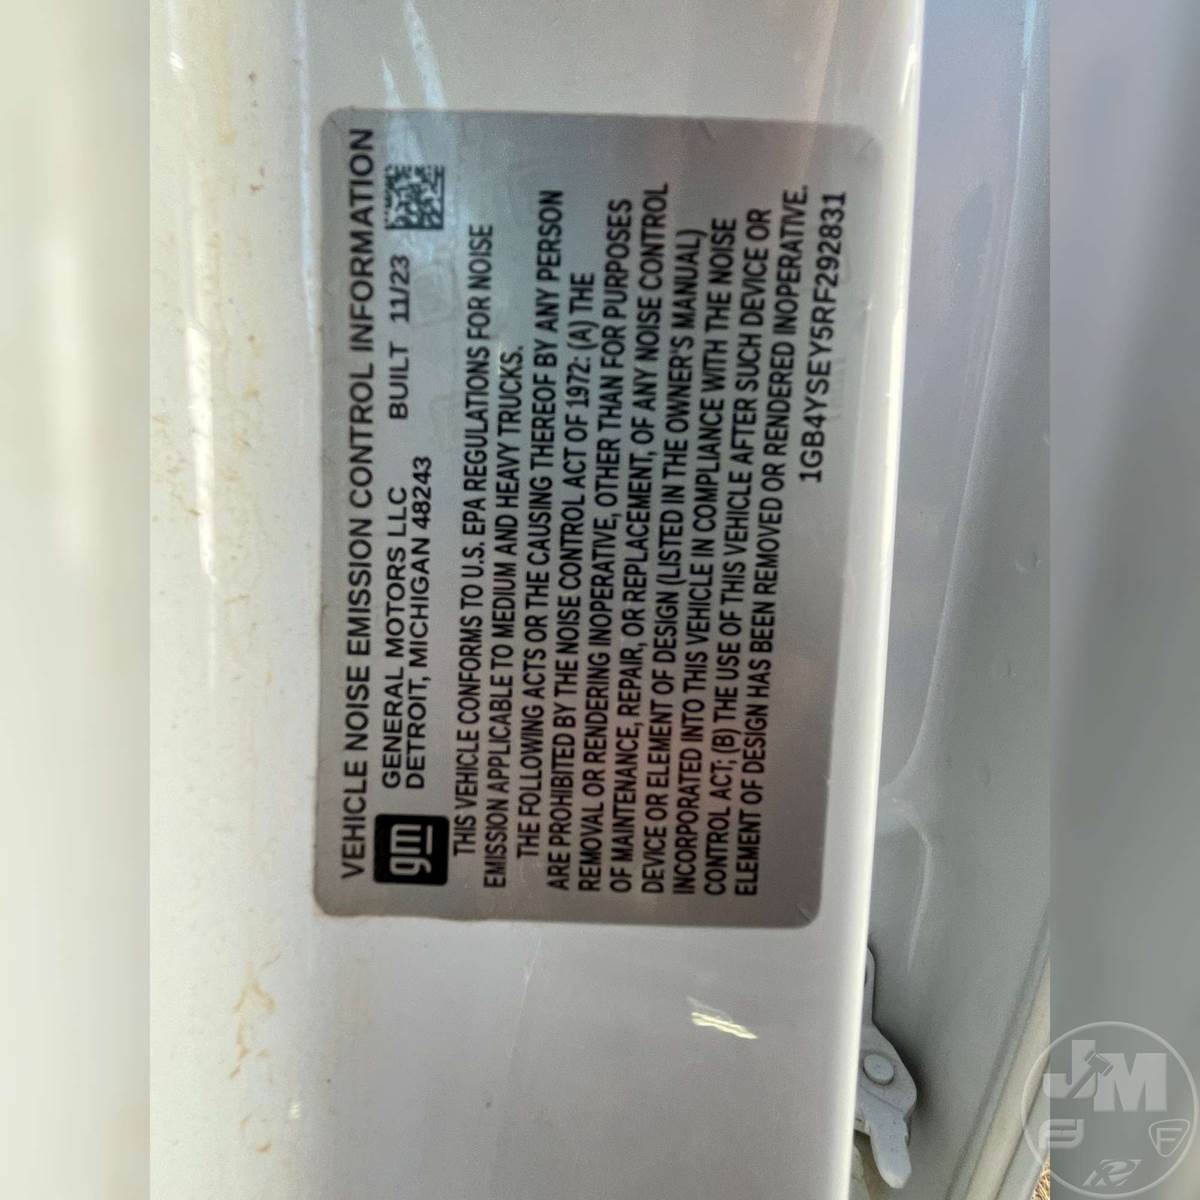 VEHICLE NOISE EMISSION CONTROL INFORMATION
gm
GENERAL MOTORS LLC
DETROIT, MICHIGAN 48243
BUILT 11/23
THIS VEHICLE CONFORMS TO U.S. EPA REGULATIONS FOR NOISE
EMISSION APPLICABLE TO MEDIUM AND HEAVY TRUCKS.
THE FOLLOWING ACTS OR THE CAUSING THEREOF BY ANY PERSON
ARE PROHIBITED BY THE NOISE CONTROL ACT OF 1972: (A) THE
REMOVAL OR RENDERING INOPERATIVE, OTHER THAN FOR PURPOSES
OF MAINTENANCE, REPAIR, OR REPLACEMENT, OF ANY NOISE CONTROL
DEVICE OR ELEMENT OF DESIGN (LISTED IN THE OWNER'S MANUAL)
INCORPORATED INTO THIS VEHICLE IN COMPLIANCE WITH THE NOISE
CONTROL ACT; (B) THE USE OF THIS VEHICLE AFTER SUCH DEVICE OR
ELEMENT OF DESIGN HAS BEEN REMOVED OR RENDERED INOPERATIVE.
1GB4YSEY5RF292831
JM